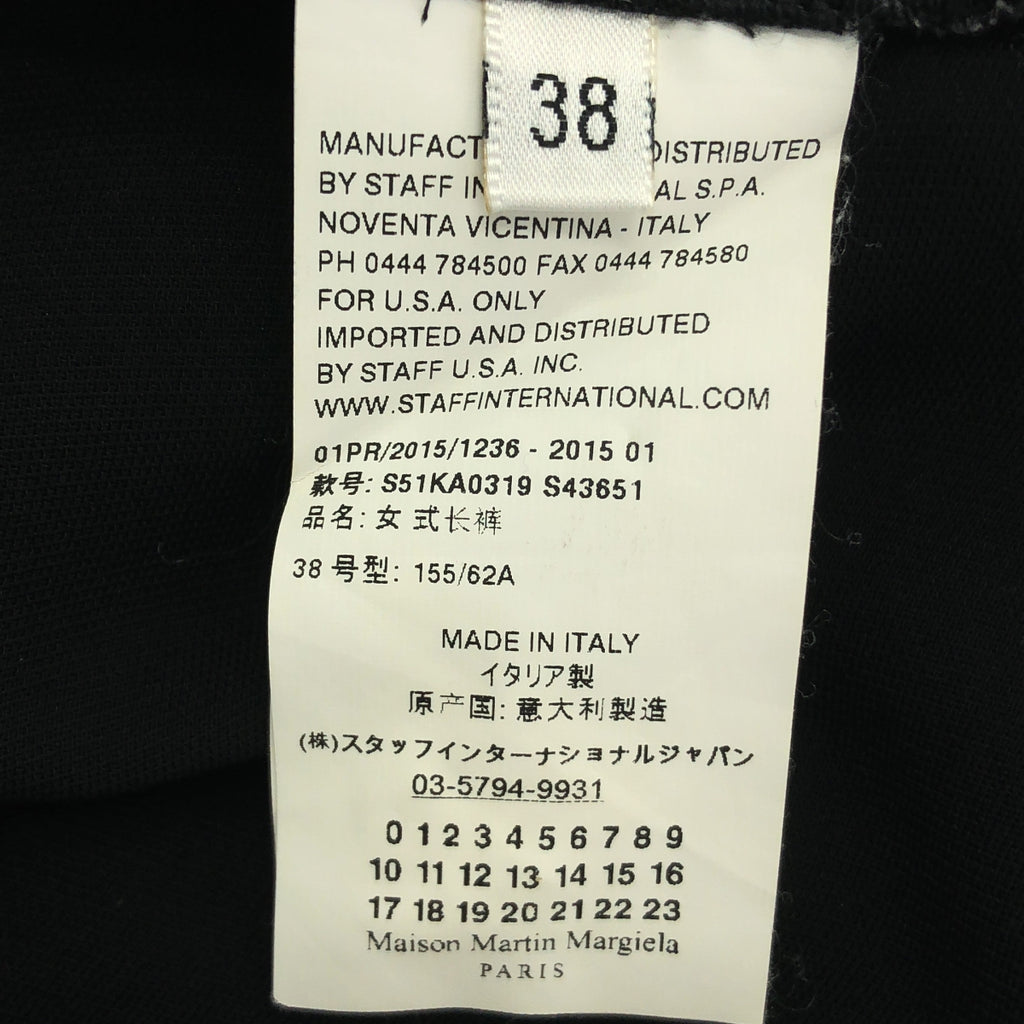 38
MANUFACT DISTRIBUTED
BY STAFF IN AL S.P.A.
NOVENTA VICENTINA - ITALY
PH 0444 784500 FAX 0444 784580
FOR U.S.A. ONLY
IMPORTED AND DISTRIBUTED
BY STAFF U.S.A. INC.
WWW.STAFFINTERNATIONAL.COM
01PR/2015/1236 - 2015 01
款号: S51KA0319 S43651
品名: 女 式长裤
38 号型: 155/62A
MADE IN ITALY
イタリア製
原产国: 意大利製造
(株)スタッフインターナショナルジャパン
03-5794-9931
0 1 2 3 4 5 6 7 8 9
10 11 12 13 14 15 16
17 18 19 20 21 22 23
Maison Martin Margiela
PARIS